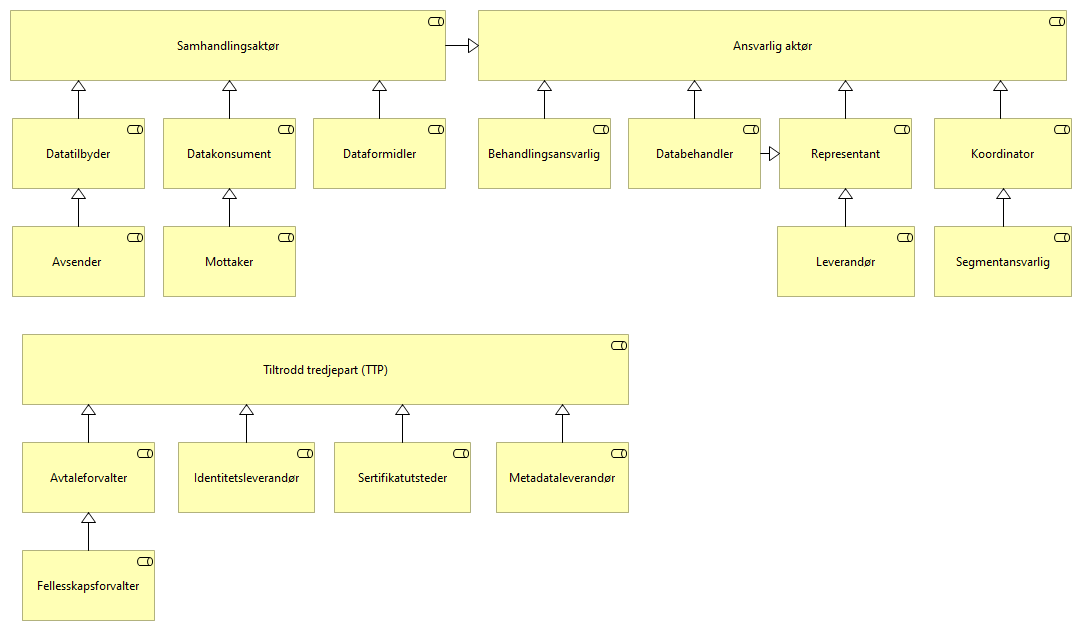 Samhandlingsaktør
Ansvarlig aktør
Datatilbyder
Datakonsument
Dataformidler
Behandlingsansvarlig
Databehandler
Representant
Koordinator
Avsender
Mottaker
Leverandør
Segmentansvarlig
Tiltrodd tredjepart (TTP)
Avtaleforvalter
Identitetsleverandør
Sertifikatutsteder
Metadataleverandør
Fellesskapsforvalter